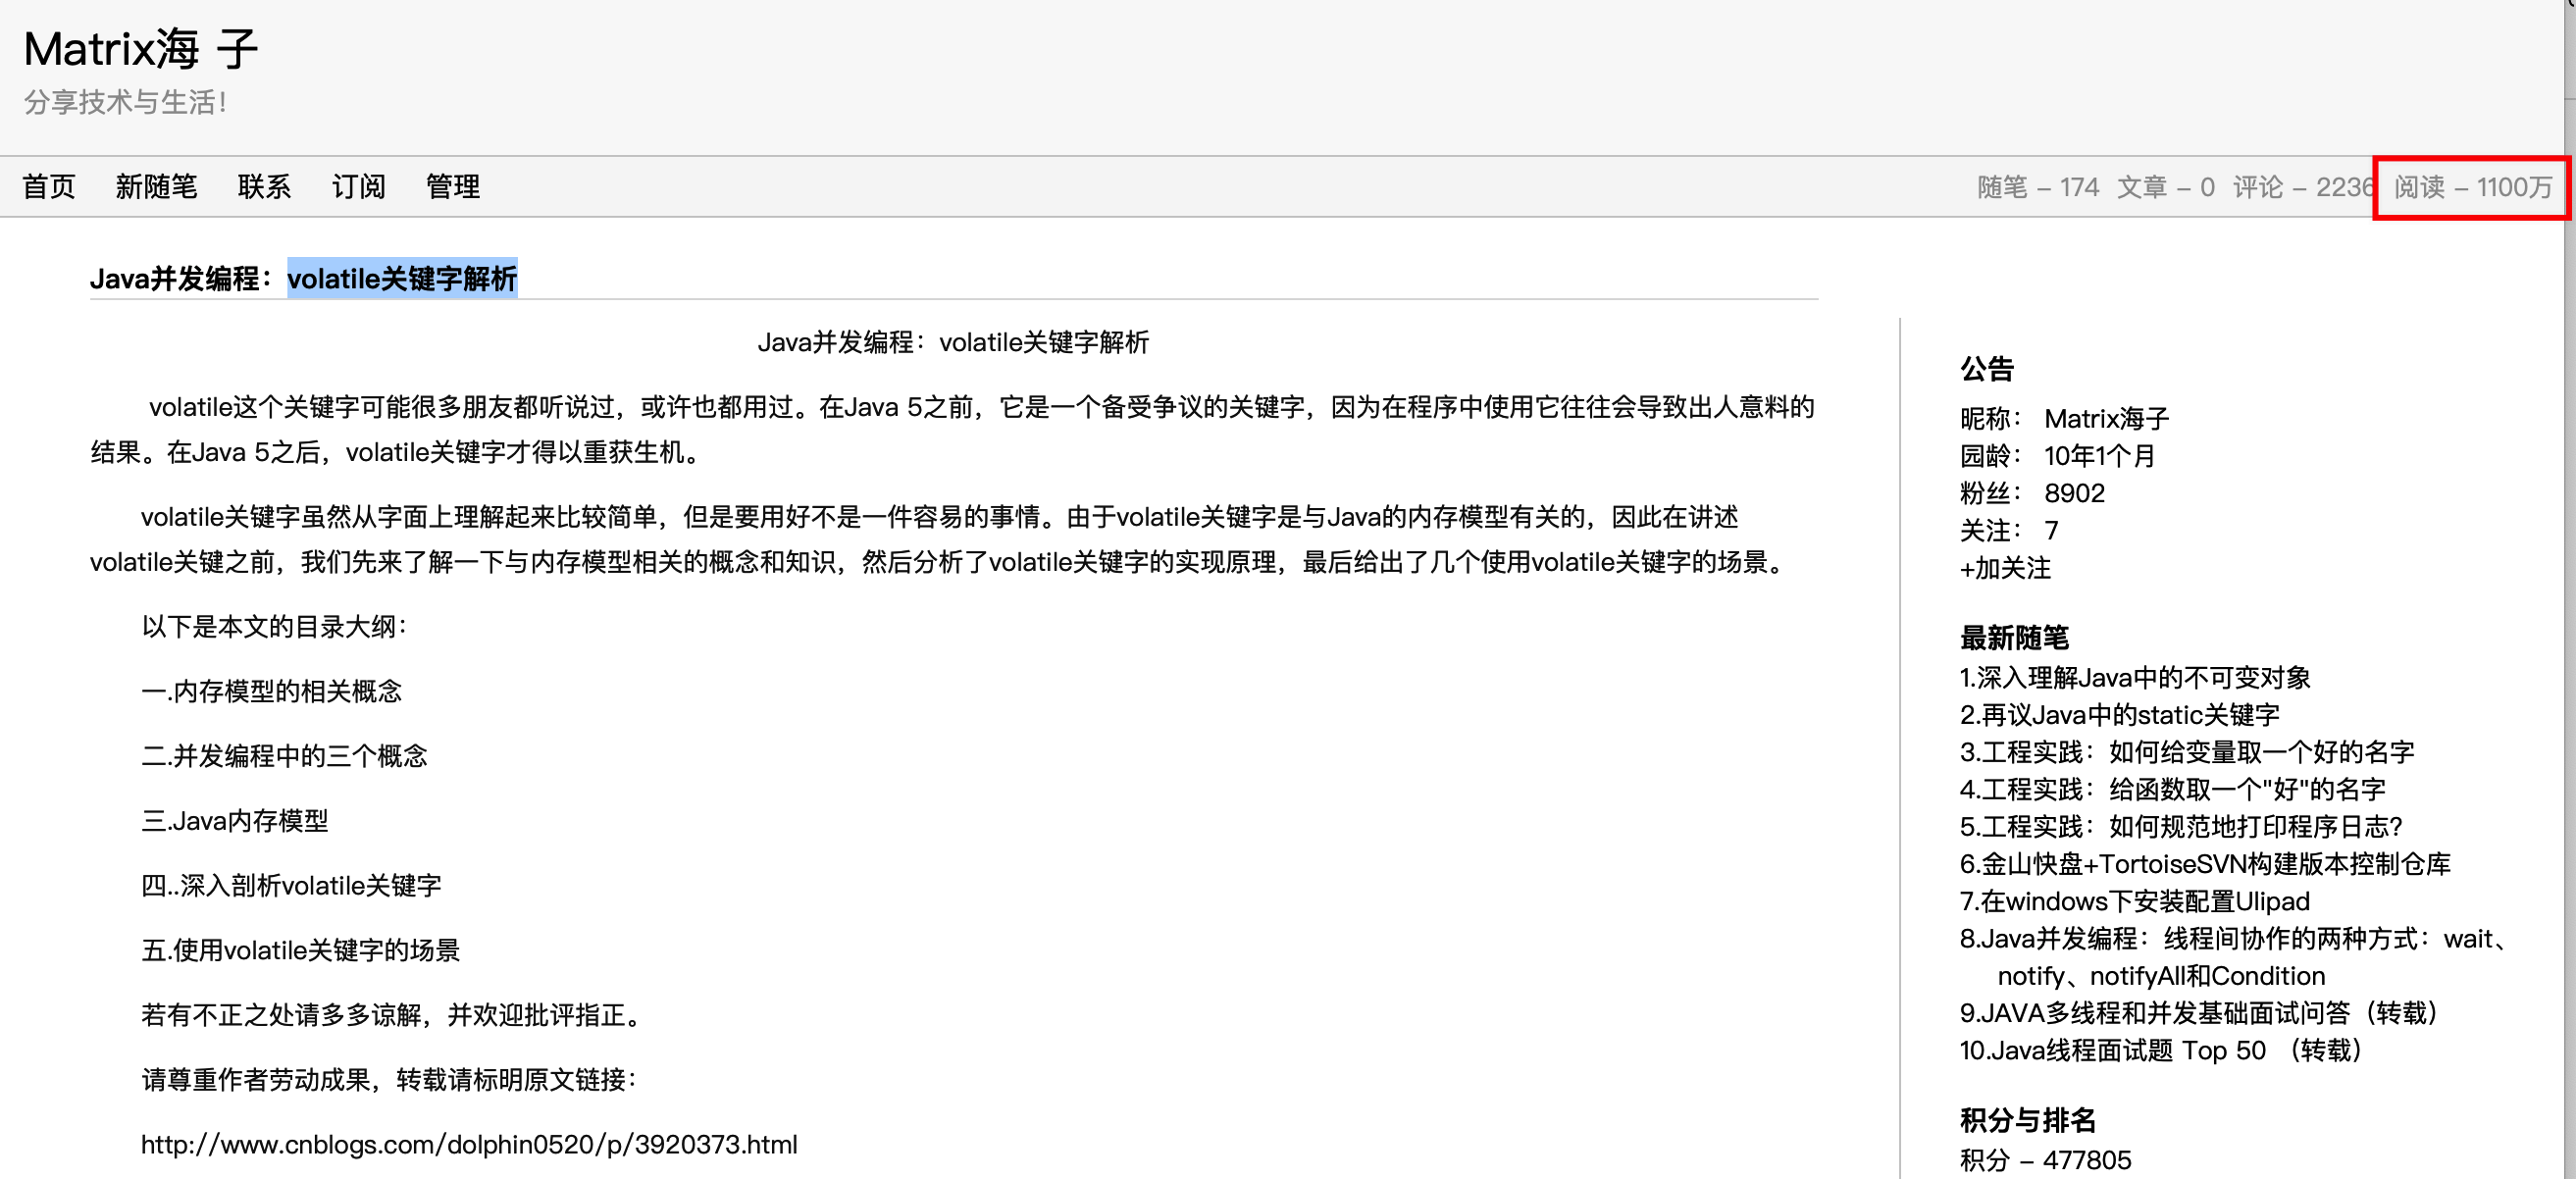 Matrix海 子
分享技术与生活！
首页 新随笔 联系 订阅 管理
随笔 – 174 文章 – 0 评论 – 2236 阅读 – 1100万
Java并发编程：volatile关键字解析
Java并发编程：volatile关键字解析
volatile这个关键字可能很多朋友都听说过，或许也都用过。在Java 5之前，它是一个备受争议的关键字，因为在程序中使用它往往会导致出人意料的
结果。在Java 5之后，volatile关键字才得以重获生机。
volatile关键字虽然从字面上理解起来比较简单，但是要用好不是一件容易的事情。由于volatile关键字是与Java的内存模型有关的，因此在讲述
volatile关键之前，我们先来了解一下与内存模型相关的概念和知识，然后分析了volatile关键字的实现原理，最后给出了几个使用volatile关键字的场景。
以下是本文的目录大纲：
一.内存模型的相关概念
二.并发编程中的三个概念
三.Java内存模型
四..深入剖析volatile关键字
五.使用volatile关键字的场景
若有不正之处请多多谅解，并欢迎批评指正。
请尊重作者劳动成果，转载请标明原文链接：
http://www.cnblogs.com/dolphin0520/p/3920373.html
公告
昵称： Matrix海子
园龄： 10年1个月
粉丝： 8902
关注： 7
+加关注
最新随笔
1.深入理解Java中的不可变对象
2.再议Java中的static关键字
3.工程实践：如何给变量取一个好的名字
4.工程实践：给函数取一个"好"的名字
5.工程实践：如何规范地打印程序日志？
6.金山快盘+TortoiseSVN构建版本控制仓库
7.在windows下安装配置Ulipad
8.Java并发编程：线程间协作的两种方式：wait、
notify、notifyAll和Condition
9.JAVA多线程和并发基础面试问答（转载）
10.Java线程面试题 Top 50 （转载）
积分与排名
积分 – 477805